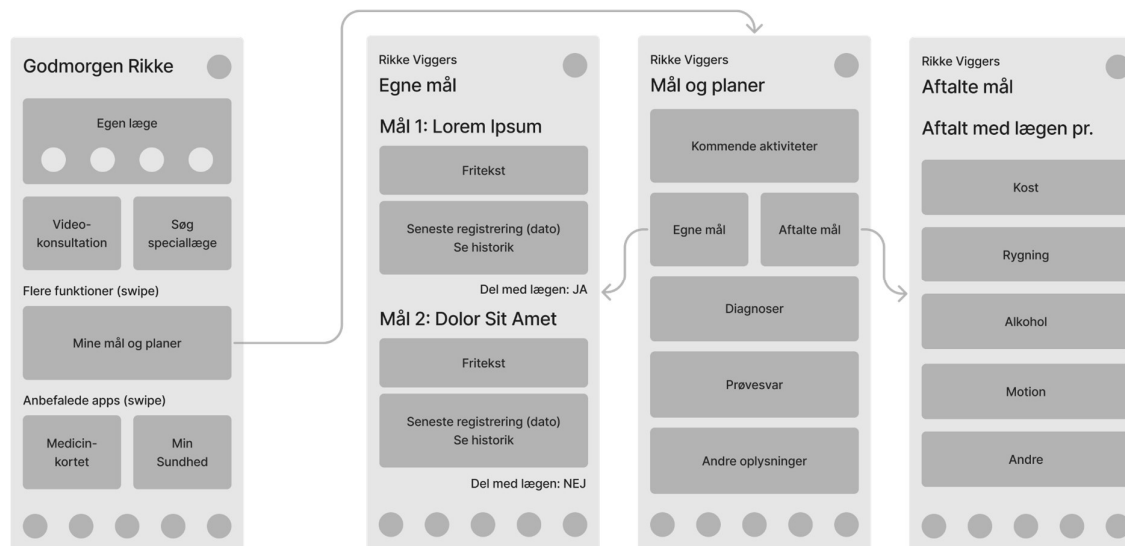 Godmorgen Rikke
Egen læge
Video-
konsultation
Søg
speciallæge
Flere funktioner (swipe)
Mine mål og planer
Anbefalede apps (swipe)
Medicin-
kortet
Min
Sundhed
Rikke Viggers
Egne mål
Mål 1: Lorem Ipsum
Fritekst
Seneste registrering (dato)
Se historik
Del med lægen: JA
Mål 2: Dolor Sit Amet
Fritekst
Seneste registrering (dato)
Se historik
Del med lægen: NEJ
Rikke Viggers
Mål og planer
Kommende aktiviteter
Egne mål
Aftalte mål
Diagnoser
Prøvesvar
Andre oplysninger
Rikke Viggers
Aftalte mål
Aftalt med lægen pr.
Kost
Rygning
Alkohol
Motion
Andre